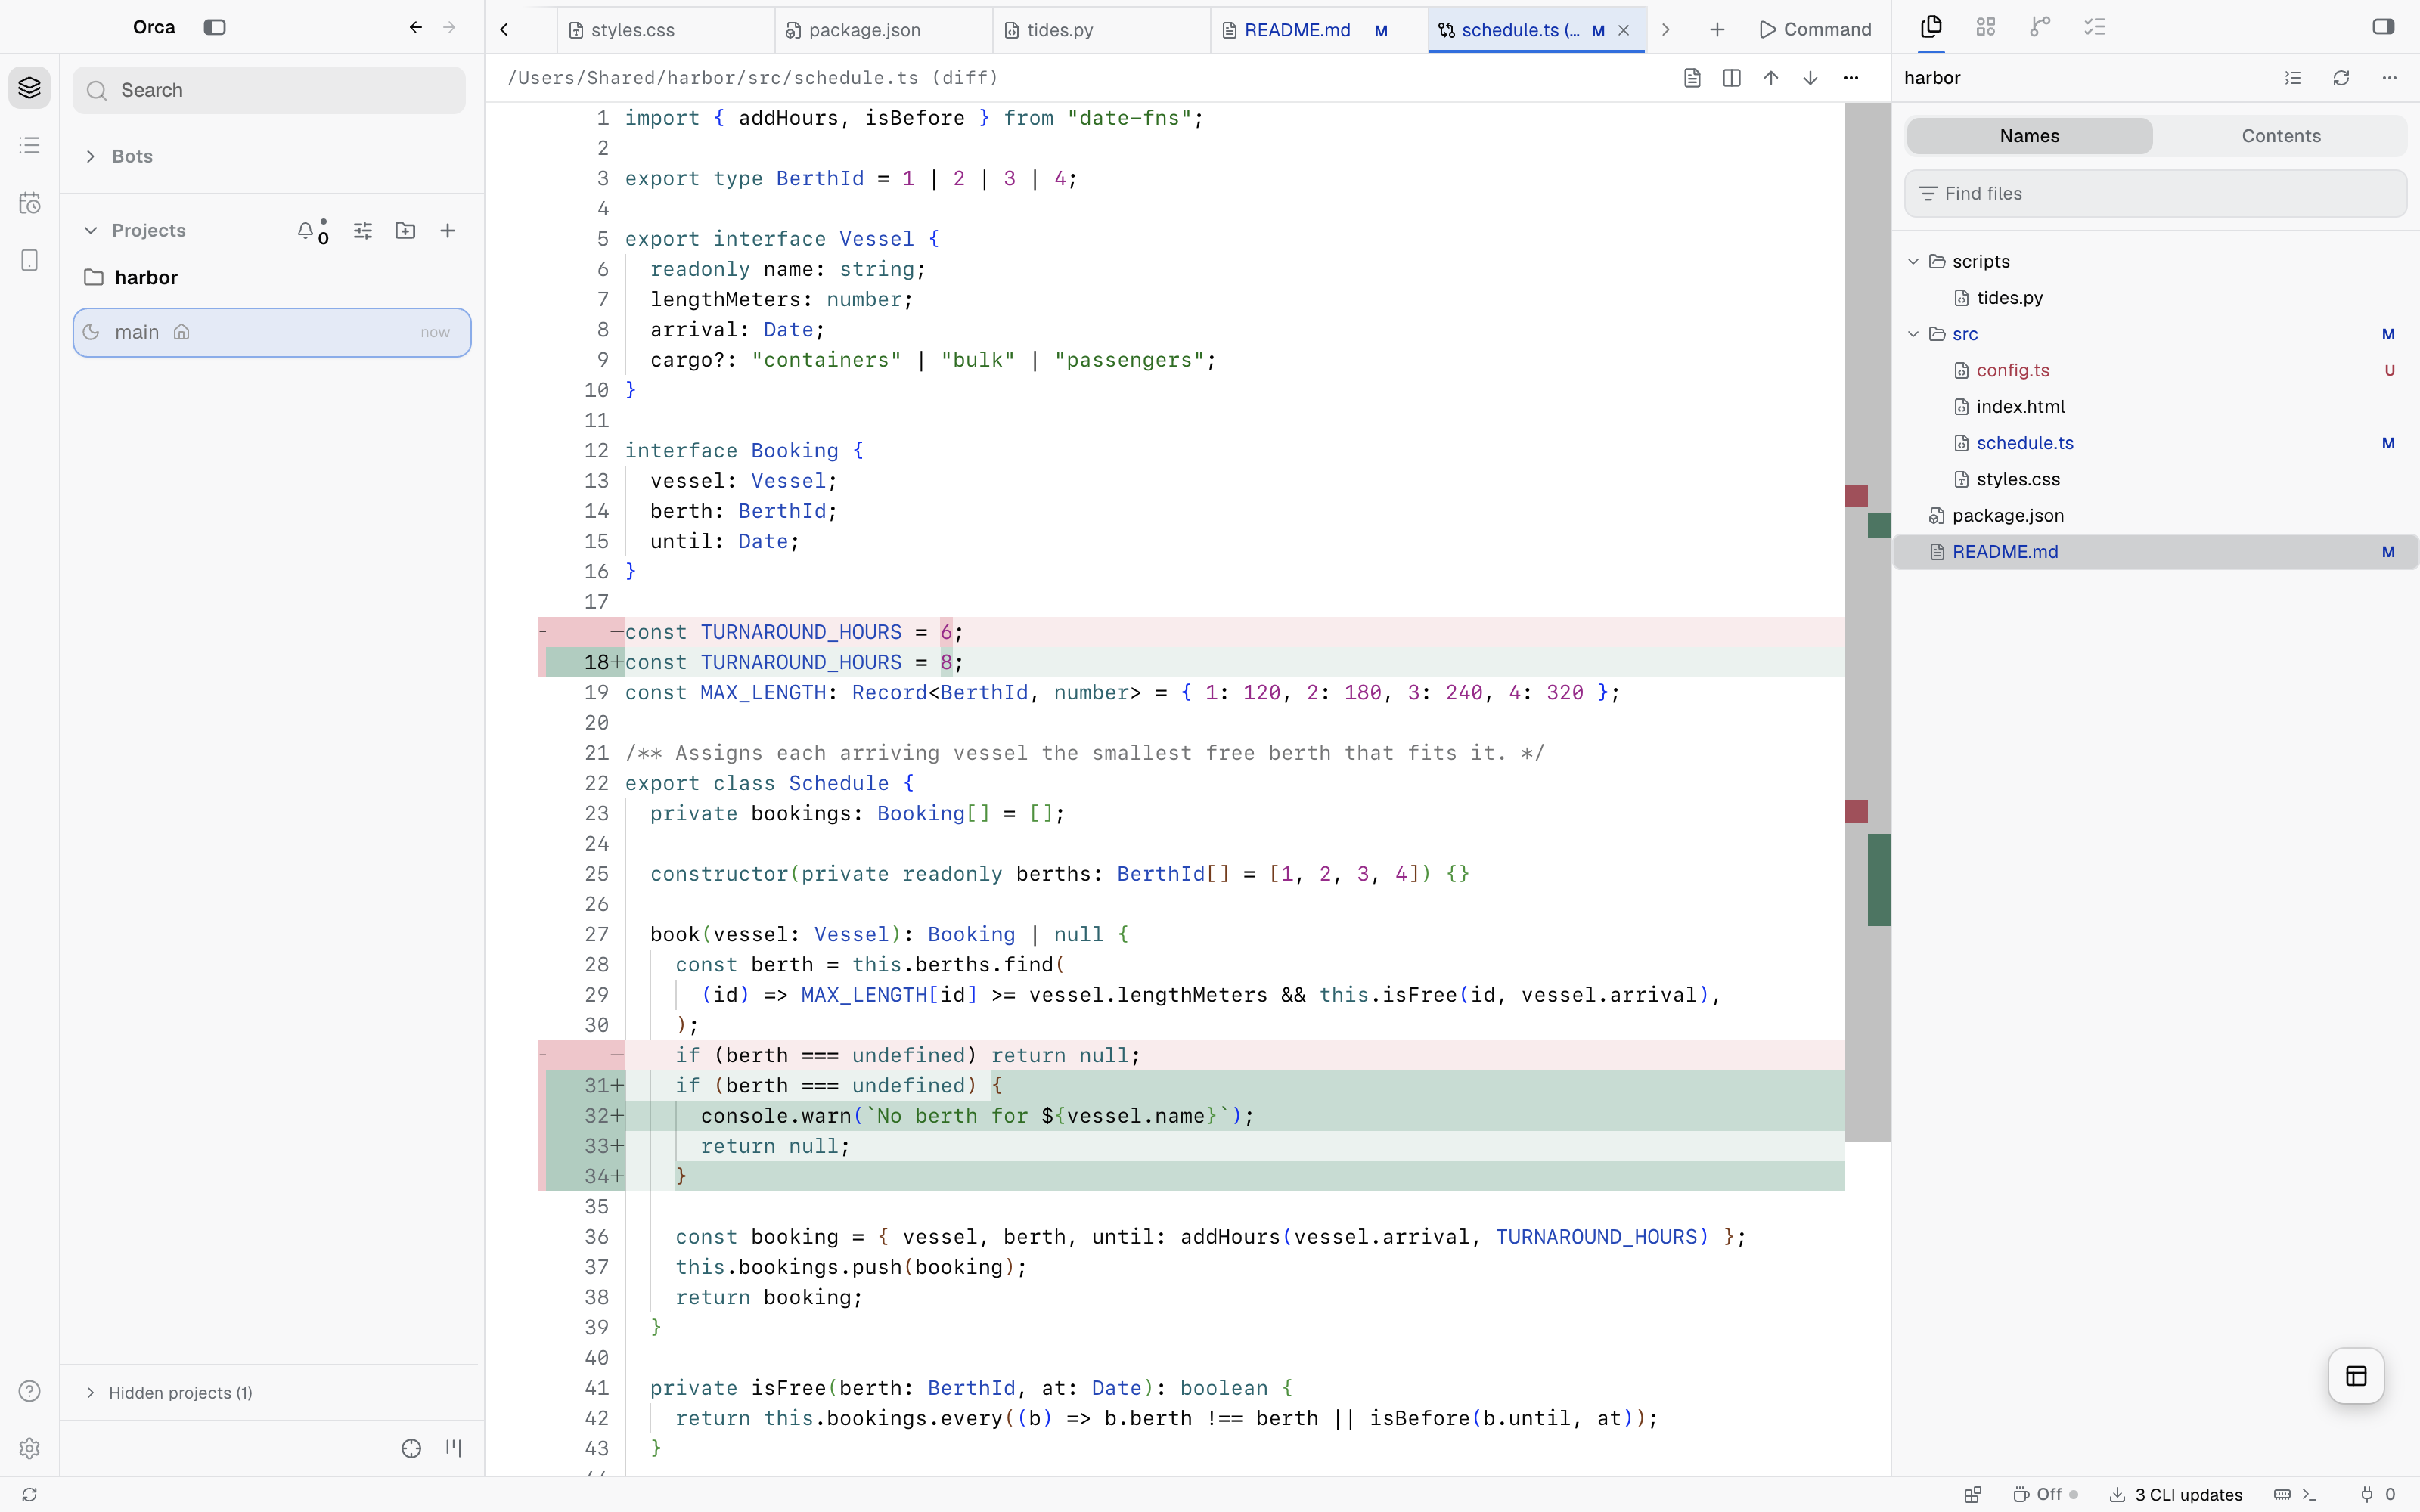 Orca
Search
Bots
Projects
0
harbor
main
now
Hidden projects (1)
styles.css
package.json
tides.py
README.md M
schedule.ts (… M
Command
/Users/Shared/harbor/src/schedule.ts (diff)
1 import { addHours, isBefore } from "date-fns";
2
3 export type BerthId = 1 | 2 | 3 | 4;
4
5 export interface Vessel {
6 readonly name: string;
7 lengthMeters: number;
8 arrival: Date;
9 cargo?: "containers" | "bulk" | "passengers";
10 }
11
12 interface Booking {
13 vessel: Vessel;
14 berth: BerthId;
15 until: Date;
16 }
17
- —const TURNAROUND_HOURS = 6;
18+const TURNAROUND_HOURS = 8;
19 const MAX_LENGTH: Record<BerthId, number> = { 1: 120, 2: 180, 3: 240, 4: 320 };
20
21 /** Assigns each arriving vessel the smallest free berth that fits it. */
22 export class Schedule {
23 private bookings: Booking[] = [];
24
25 constructor(private readonly berths: BerthId[] = [1, 2, 3, 4]) {}
26
27 book(vessel: Vessel): Booking | null {
28 const berth = this.berths.find(
29 (id) => MAX_LENGTH[id] >= vessel.lengthMeters && this.isFree(id, vessel.arrival),
30 );
- — if (berth === undefined) return null;
31+ if (berth === undefined) {
32+ console.warn(`No berth for ${vessel.name}`);
33+ return null;
34+ }
35
36 const booking = { vessel, berth, until: addHours(vessel.arrival, TURNAROUND_HOURS) };
37 this.bookings.push(booking);
38 return booking;
39 }
40
41 private isFree(berth: BerthId, at: Date): boolean {
42 return this.bookings.every((b) => b.berth !== berth || isBefore(b.until, at));
43 }
harbor
Names
Contents
Find files
scripts
tides.py
src M
config.ts U
index.html
schedule.ts M
styles.css
package.json
README.md M
Off
3 CLI updates
0